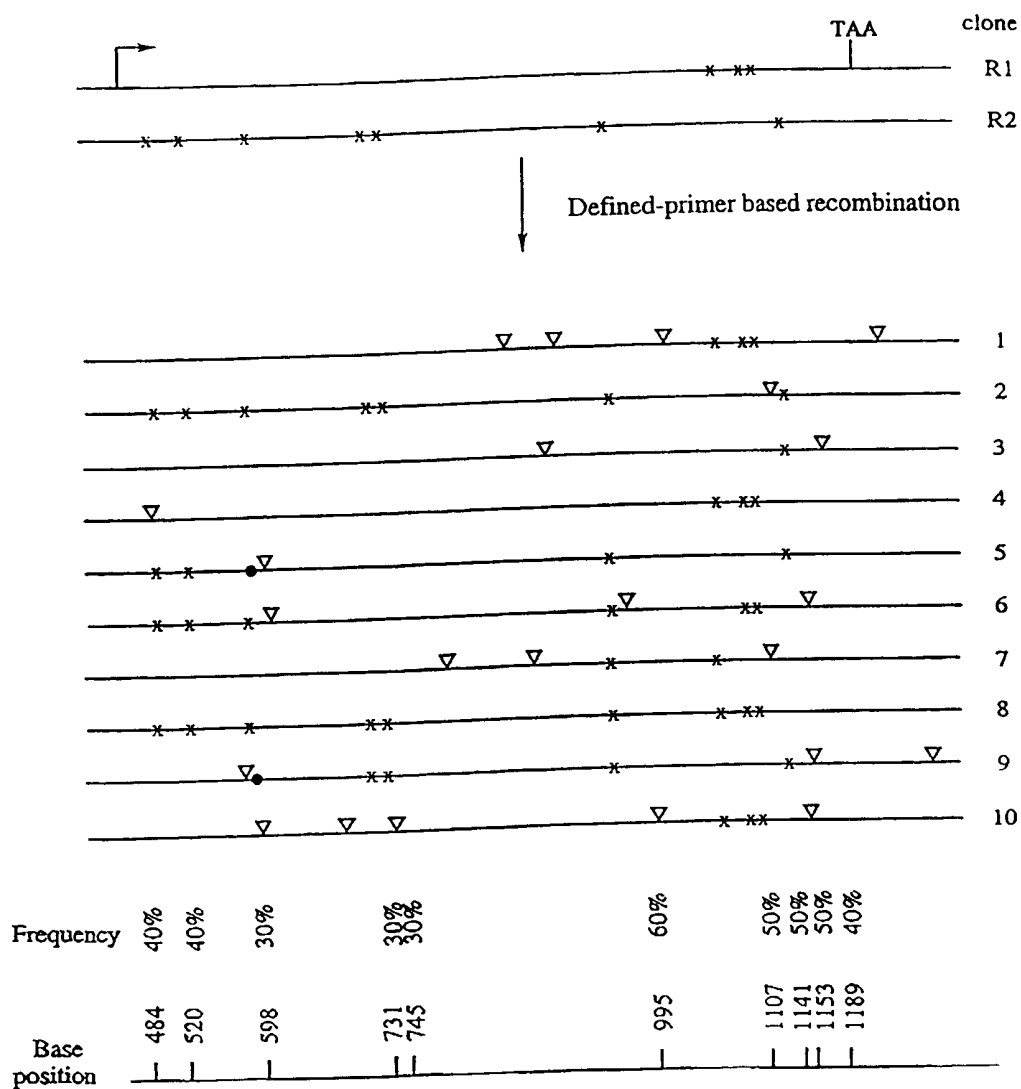 clone
TAA
R1
R2
Defined-primer based recombination
1
2
3
4
5
6
7
8
9
10
Frequency 40% 40% 30% 30% 30% 60% 50% 50% 50% 40%
484 520 598 731 745 995 1107 1141 1153 1189
Base
position